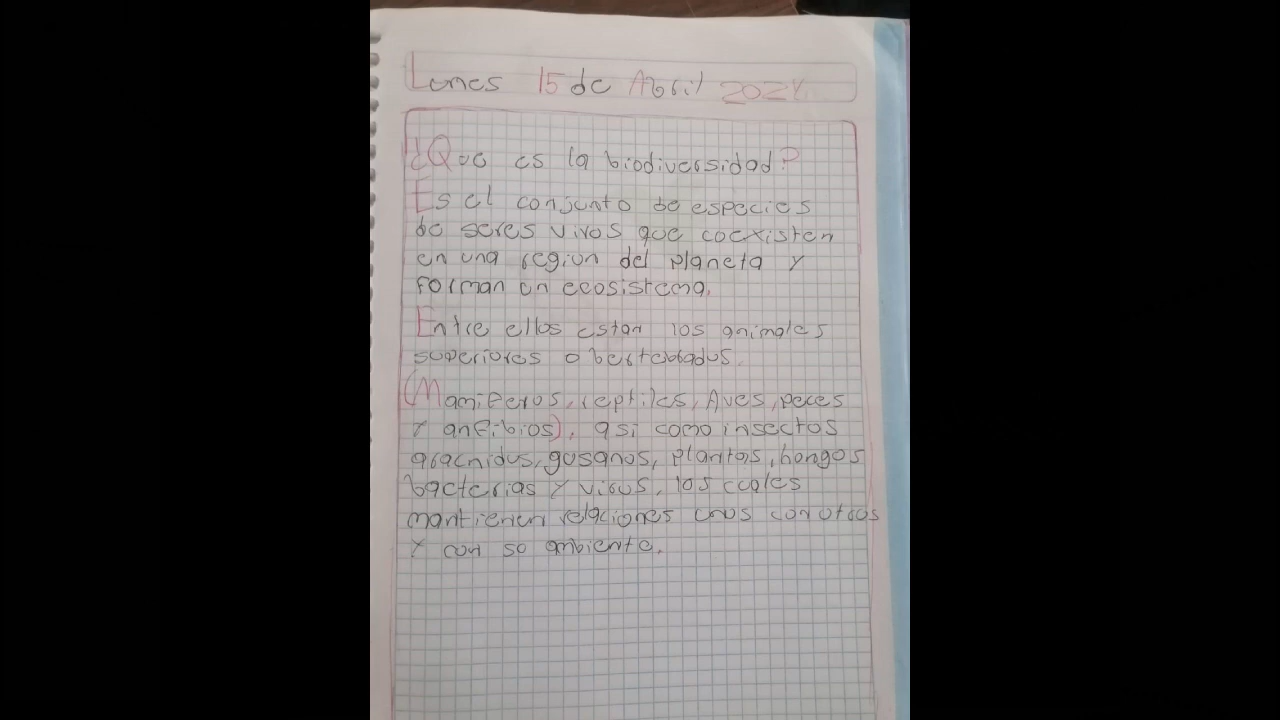 Lunes 15 de Abril 2024
¿Que es la biodiversidad?
Es el conjunto de especies
de seres vivos que coexisten
en una region del planeta y
forman un ecosistema.
Entre ellos estan los animales
superiores o bertebbados.
(Mamiferos, reptiles, Aves, peces
y anfibios), asi como insectos
aracnidos, gusanos, plantas, hongos
bacterias y virus, los cuales
mantienen relaciones unos con otros
y con so ambiente.